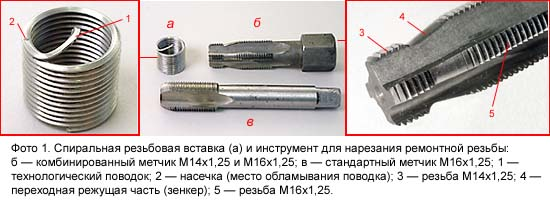 2
1
а
б
в
3
4
5
Фото 1. Спиральная резьбовая вставка (а) и инструмент для нарезания ремонтной резьбы:
б — комбинированный метчик М14х1,25 и М16х1,25; в — стандартный метчик М16х1,25; 1 —
технологический поводок; 2 — насечка (место обламывания поводка); 3 — резьба М14х1,25; 4 —
переходная режущая часть (зенкер); 5 — резьба М16х1,25.